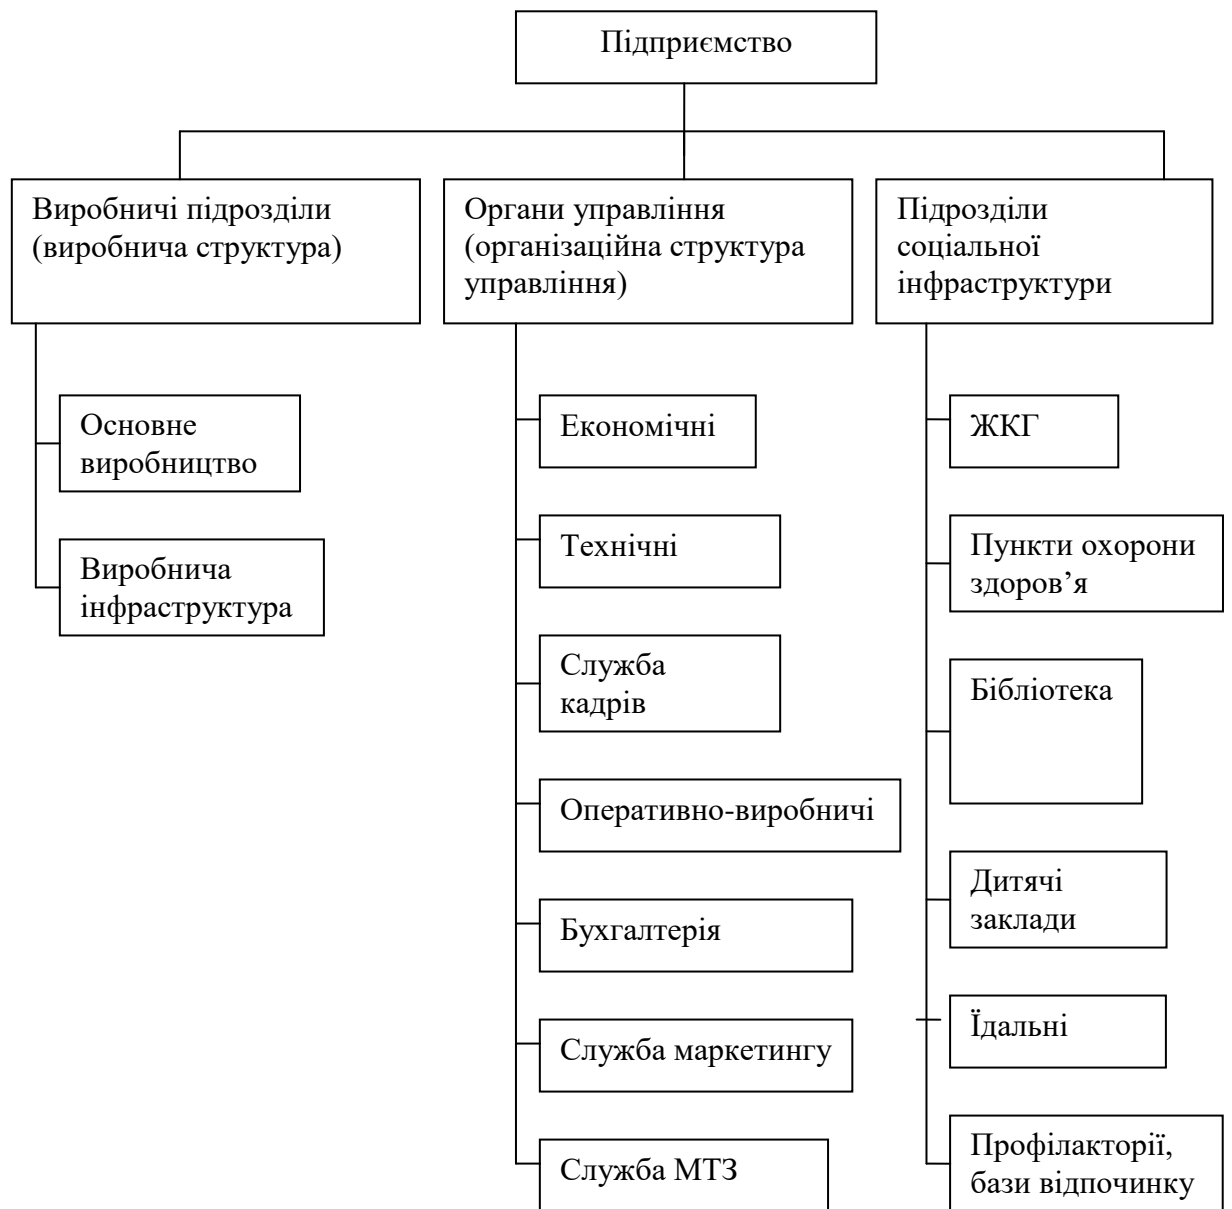 Підприємство
Виробничі підрозділи
(виробнича структура)
Органи управління
(організаційна структура
управління)
Підрозділи
соціальної
інфраструктури
Основне
виробництво
Виробнича
інфраструктура
Економічні
Технічні
Служба
кадрів
Оперативно-виробничі
Бухгалтерія
Служба маркетингу
Служба МТЗ
ЖКГ
Пункти охорони
здоров’я
Бібліотека
Дитячі
заклади
Їдальні
Профілакторії,
бази відпочинку